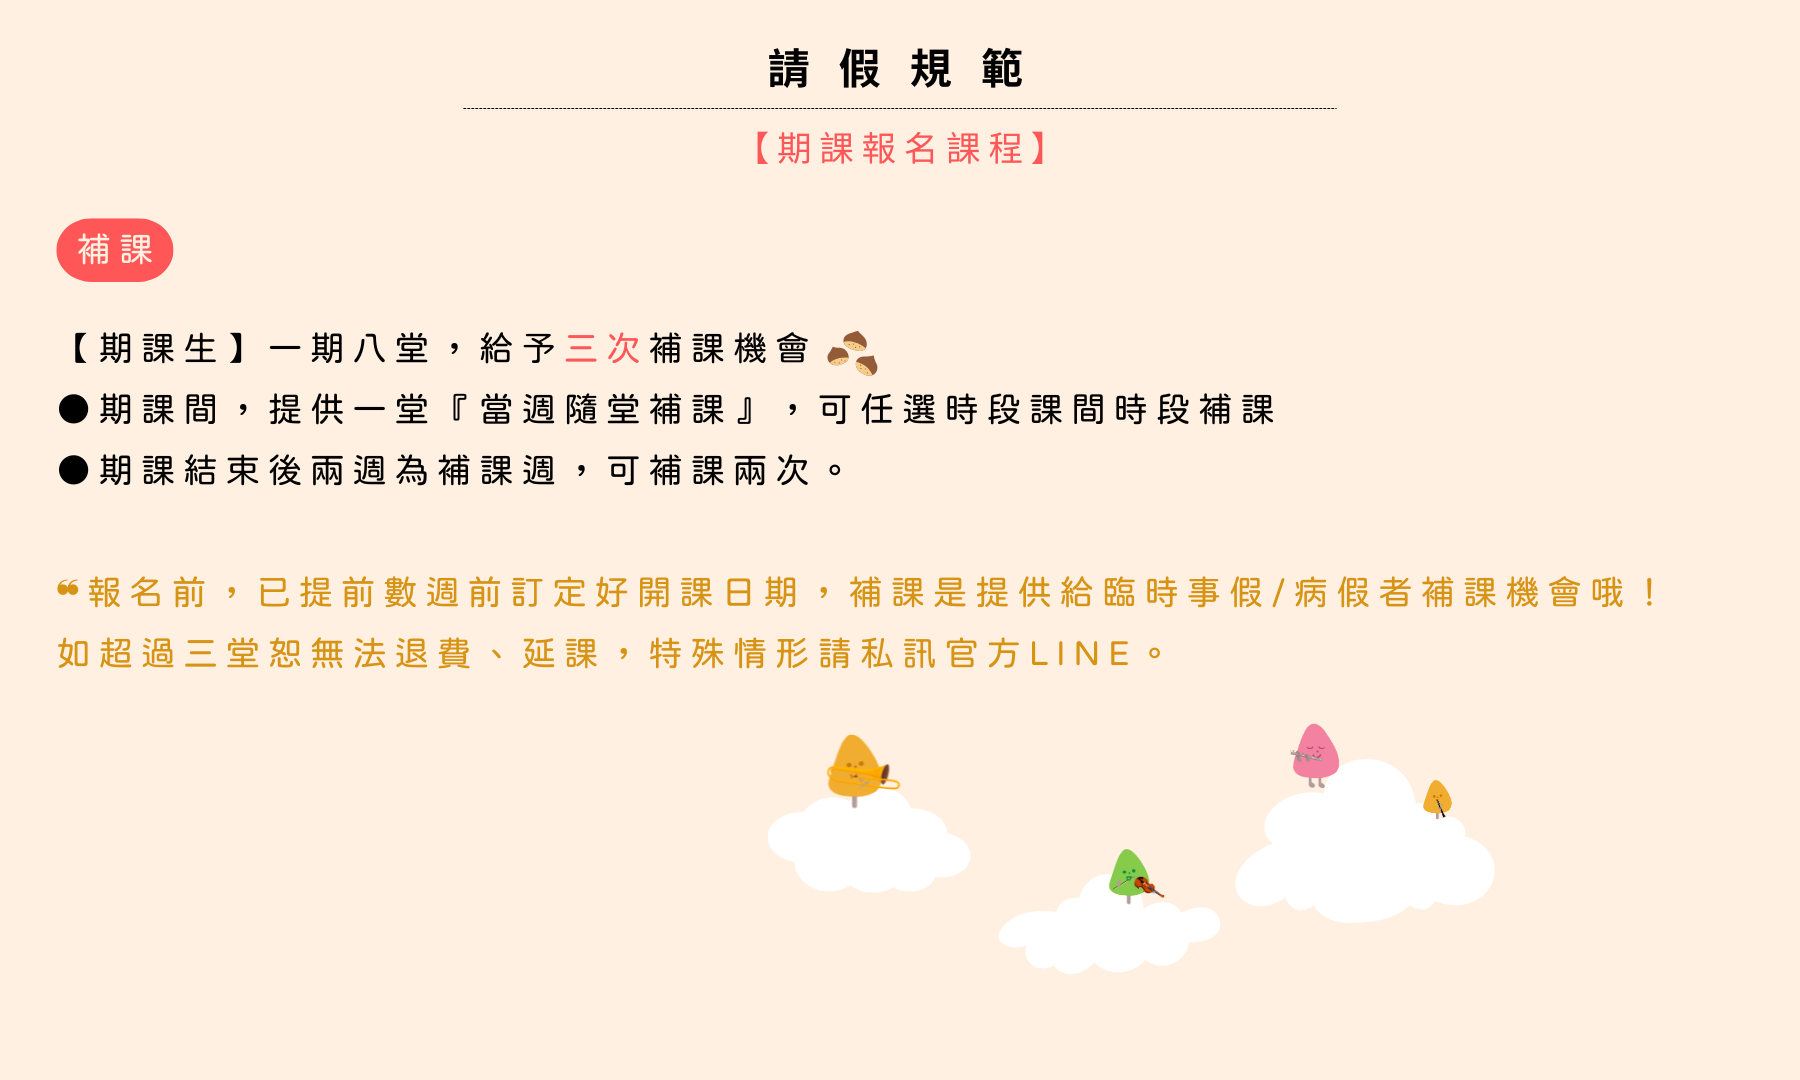 請假規範
【期課報名課程】
補課
【期課生】一期八堂，給予三次補課機會
●期課間，提供一堂『當週隨堂補課』，可任選時段課間時段補課
●期課結束後兩週為補課週，可補課兩次。
❝報名前，已提前數週前訂定好開課日期，補課是提供給臨時事假/病假者補課機會哦！
如超過三堂恕無法退費、延課，特殊情形請私訊官方LINE。